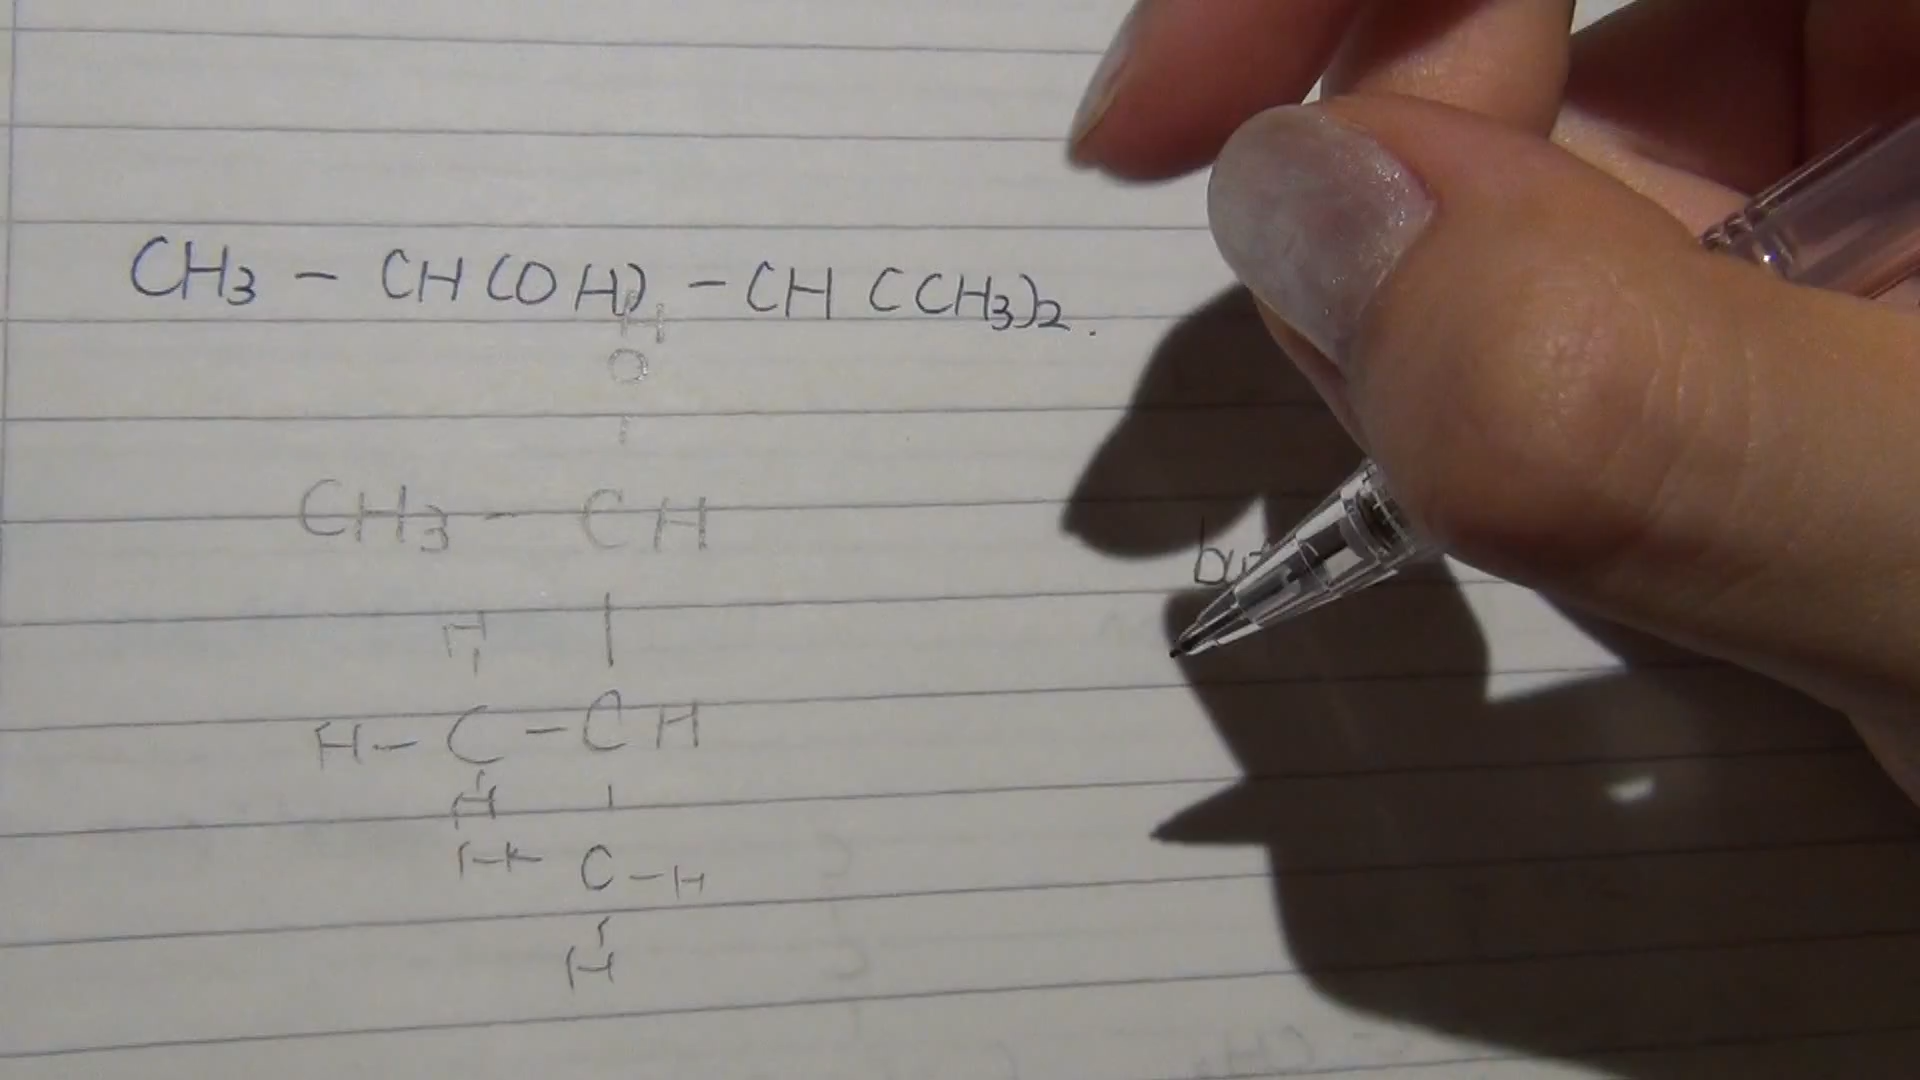 CH3 - CH(OH) - CH(CH3)2.
H
O
CH3 - CH
H
H - C - CH
H
H - C - H
H